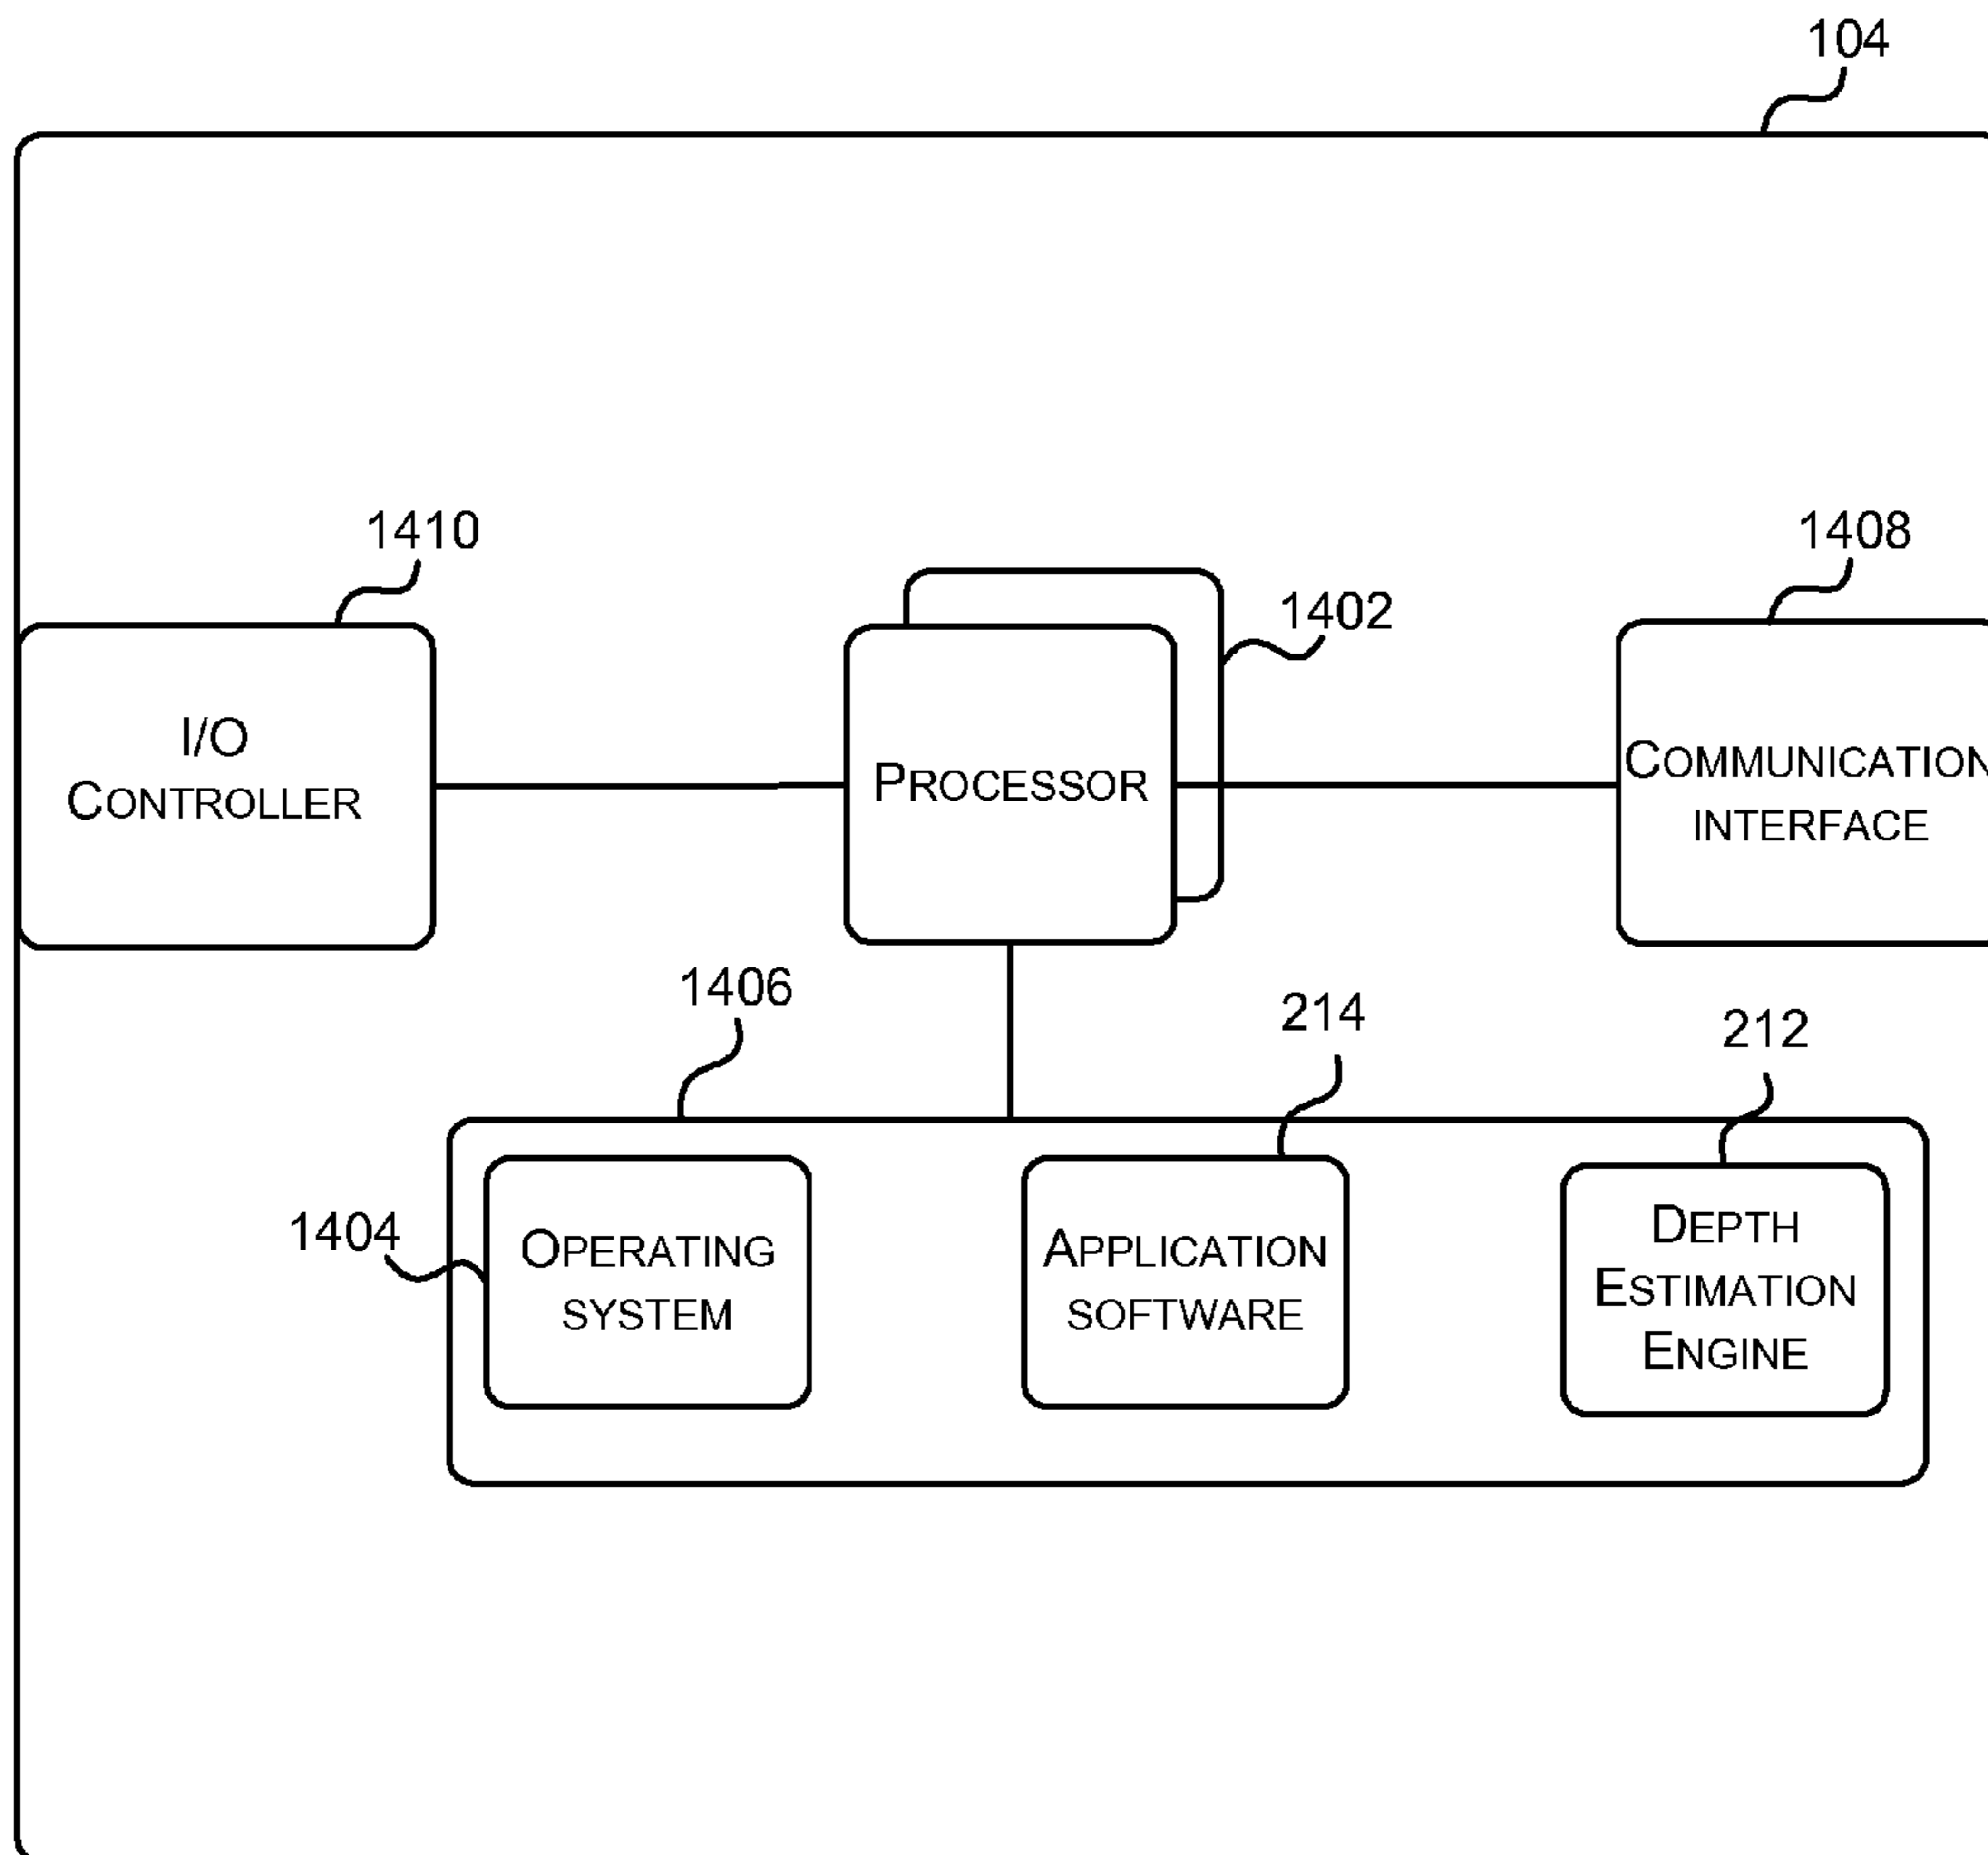 104
1410
1408
1402
I/O
CONTROLLER
PROCESSOR
COMMUNICATION
INTERFACE
1406
214
212
1404
OPERATING
SYSTEM
APPLICATION
SOFTWARE
DEPTH
ESTIMATION
ENGINE